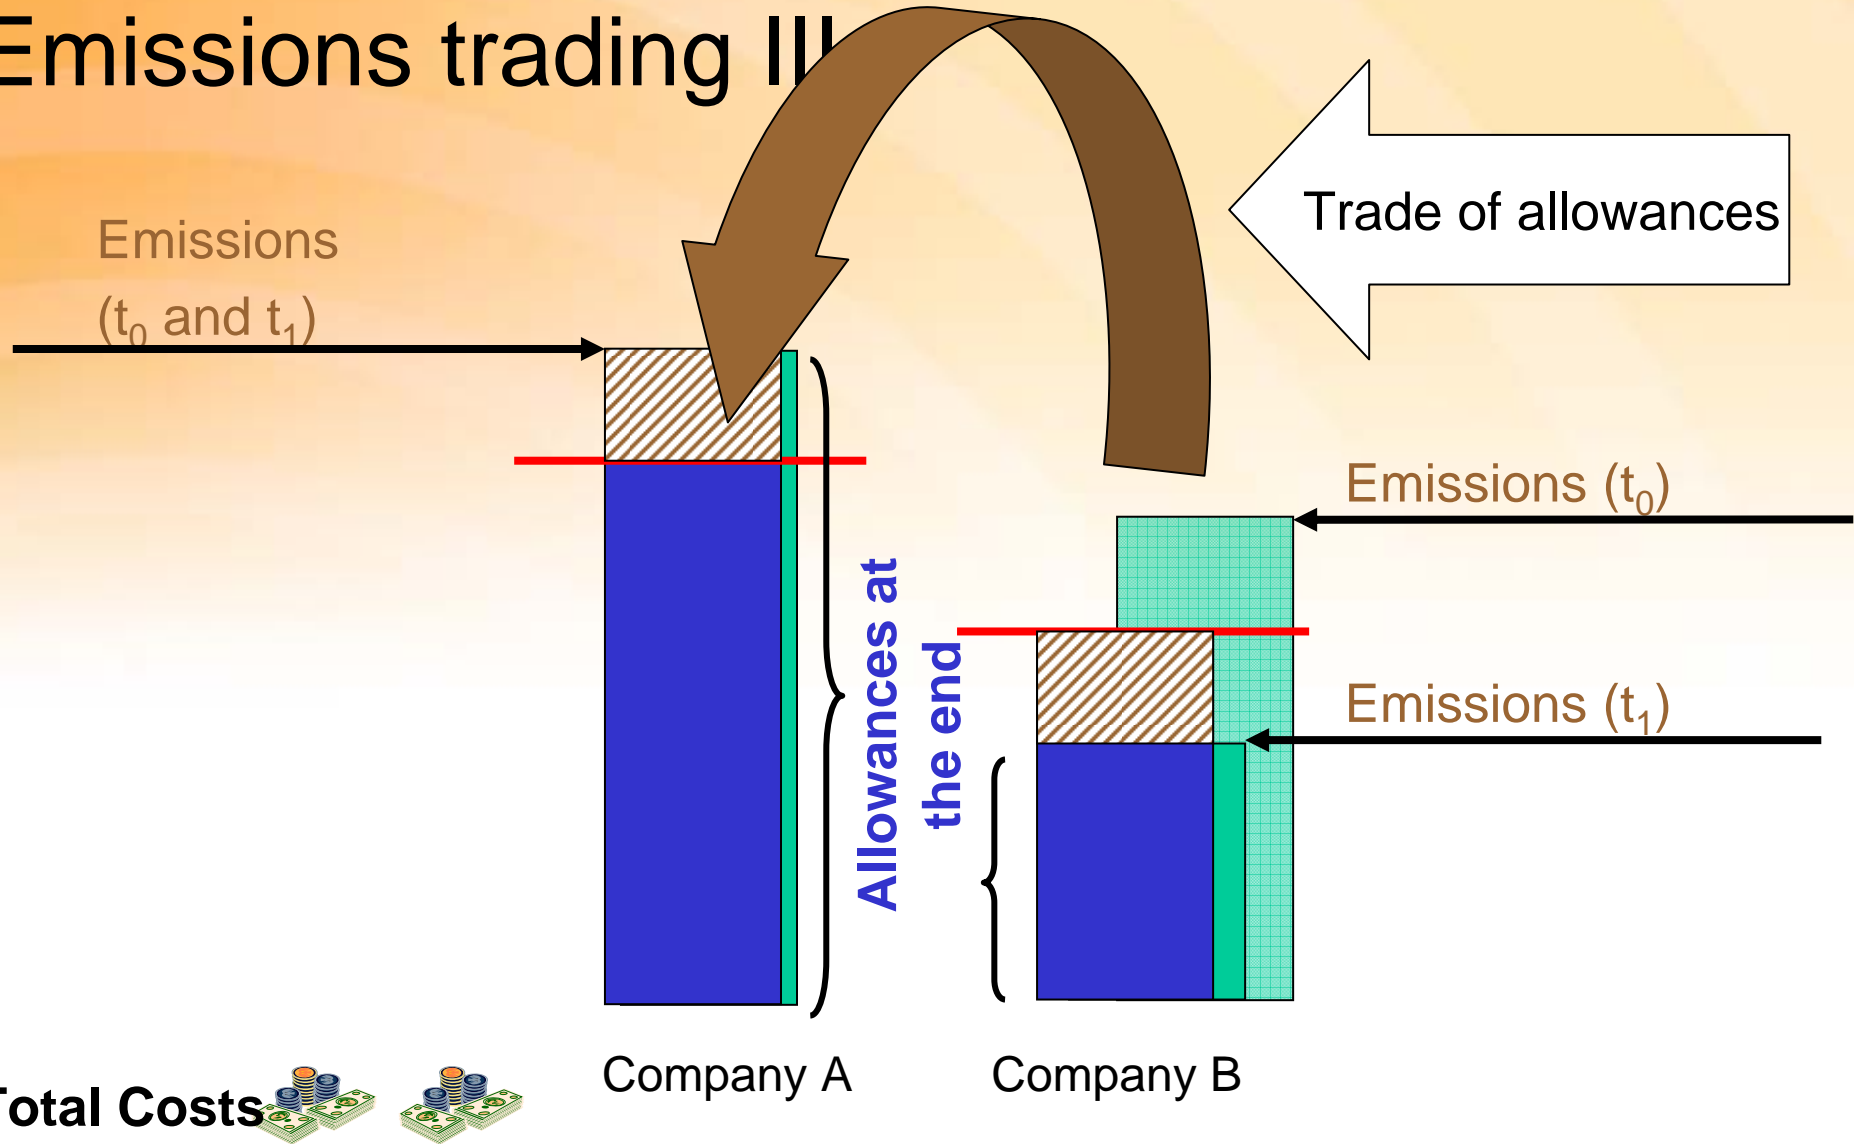 Emissions trading III
Trade of allowances
Emissions
(t₀ and t₁)
Emissions (t₀)
Allowances at
the end
Emissions (t₁)
Company A
Company B
Total Costs